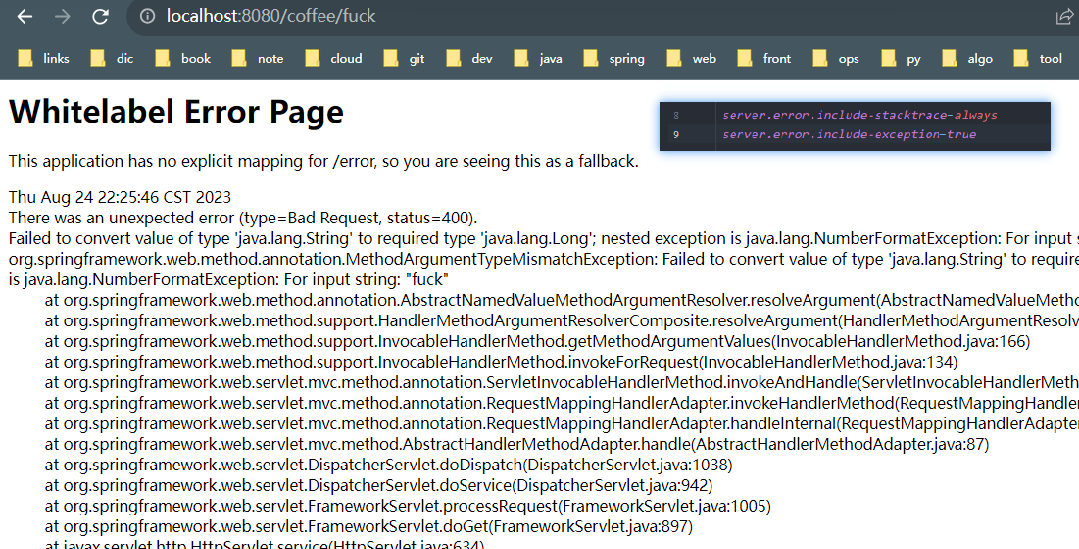 localhost:8080/coffee/fuck
links dic book note cloud git dev java spring web front ops py algo tool
Whitelabel Error Page
8 server.error.include-stacktrace=always
9 server.error.include-exception=true
This application has no explicit mapping for /error, so you are seeing this as a fallback.
Thu Aug 24 22:25:46 CST 2023
There was an unexpected error (type=Bad Request, status=400).
Failed to convert value of type 'java.lang.String' to required type 'java.lang.Long'; nested exception is java.lang.NumberFormatException: For input s
org.springframework.web.method.annotation.MethodArgumentTypeMismatchException: Failed to convert value of type 'java.lang.String' to require
is java.lang.NumberFormatException: For input string: "fuck"
at org.springframework.web.method.annotation.AbstractNamedValueMethodArgumentResolver.resolveArgument(AbstractNamedValueMetho
at org.springframework.web.method.support.HandlerMethodArgumentResolverComposite.resolveArgument(HandlerMethodArgumentResolv
at org.springframework.web.method.support.InvocableHandlerMethod.getMethodArgumentValues(InvocableHandlerMethod.java:166)
at org.springframework.web.method.support.InvocableHandlerMethod.invokeForRequest(InvocableHandlerMethod.java:134)
at org.springframework.web.servlet.mvc.method.annotation.ServletInvocableHandlerMethod.invokeAndHandle(ServletInvocableHandlerMeth
at org.springframework.web.servlet.mvc.method.annotation.RequestMappingHandlerAdapter.invokeHandlerMethod(RequestMappingHandler
at org.springframework.web.servlet.mvc.method.annotation.RequestMappingHandlerAdapter.handleInternal(RequestMappingHandlerAdapter
at org.springframework.web.servlet.mvc.method.AbstractHandlerMethodAdapter.handle(AbstractHandlerMethodAdapter.java:87)
at org.springframework.web.servlet.DispatcherServlet.doDispatch(DispatcherServlet.java:1038)
at org.springframework.web.servlet.DispatcherServlet.doService(DispatcherServlet.java:942)
at org.springframework.web.servlet.FrameworkServlet.processRequest(FrameworkServlet.java:1005)
at org.springframework.web.servlet.FrameworkServlet.doGet(FrameworkServlet.java:897)
at javax.servlet.http.HttpServlet.service(HttpServlet.java:634)